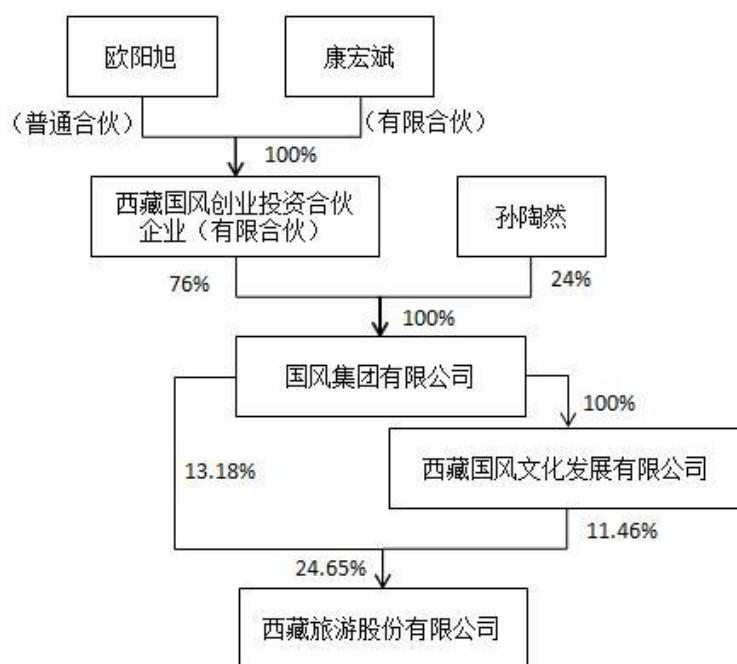 欧阳旭
康宏斌
（普通合伙）
（有限合伙）
100%
西藏国风创业投资合伙
企业（有限合伙）
孙陶然
76%
24%
100%
国风集团有限公司
100%
西藏国风文化发展有限公司
13.18%
11.46%
24.65%
西藏旅游股份有限公司